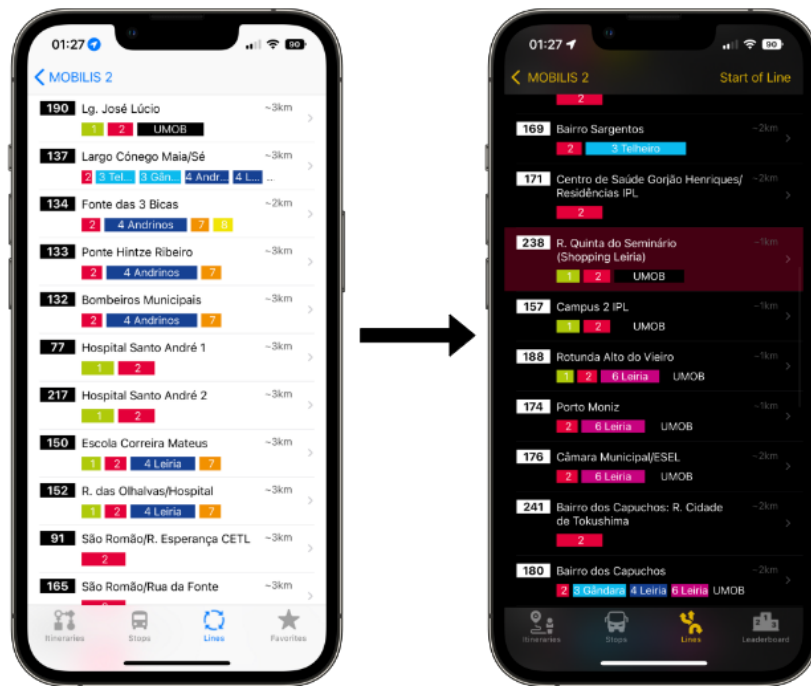 01:27
90
MOBILIS 2
190 Lg. José Lúcio ~3km
1 2 UMOB
137 Largo Cónego Maia/Sé ~3km
2 3 Tel... 3 Gân... 4 Andr... 4 L... ...
134 Fonte das 3 Bicas ~2km
2 4 Andrinos 7 8
133 Ponte Hintze Ribeiro ~3km
2 4 Andrinos 7
132 Bombeiros Municipais ~3km
2 4 Andrinos 7
77 Hospital Santo André 1 ~3km
1 2
217 Hospital Santo André 2 ~3km
1 2
150 Escola Correira Mateus ~3km
1 2 4 Leiria 7
152 R. das Olhalvas/Hospital ~3km
1 2 4 Leiria 7
91 São Romão/R. Esperança CETL ~3km
2
165 São Romão/Rua da Fonte ~3km
2
Itineraries Stops Lines Favorites
01:27
90
MOBILIS 2 Start of Line
2
169 Bairro Sargentos ~2km
2 3 Telheiro
171 Centro de Saúde Gorjão Henriques/ ~2km
Residências IPL
2
238 R. Quinta do Seminário ~1km
(Shopping Leiria)
1 2 UMOB
157 Campus 2 IPL ~1km
1 2 UMOB
188 Rotunda Alto do Vieiro ~1km
1 2 6 Leiria UMOB
174 Porto Moniz ~1km
2 6 Leiria UMOB
176 Câmara Municipal/ESEL ~2km
2 6 Leiria UMOB
241 Bairro dos Capuchos: R. Cidade ~2km
de Tokushima
2
180 Bairro dos Capuchos ~2km
2 3 Gândara 4 Leiria 6 Leiria UMOB
Itineraries Stops Lines Leaderboard